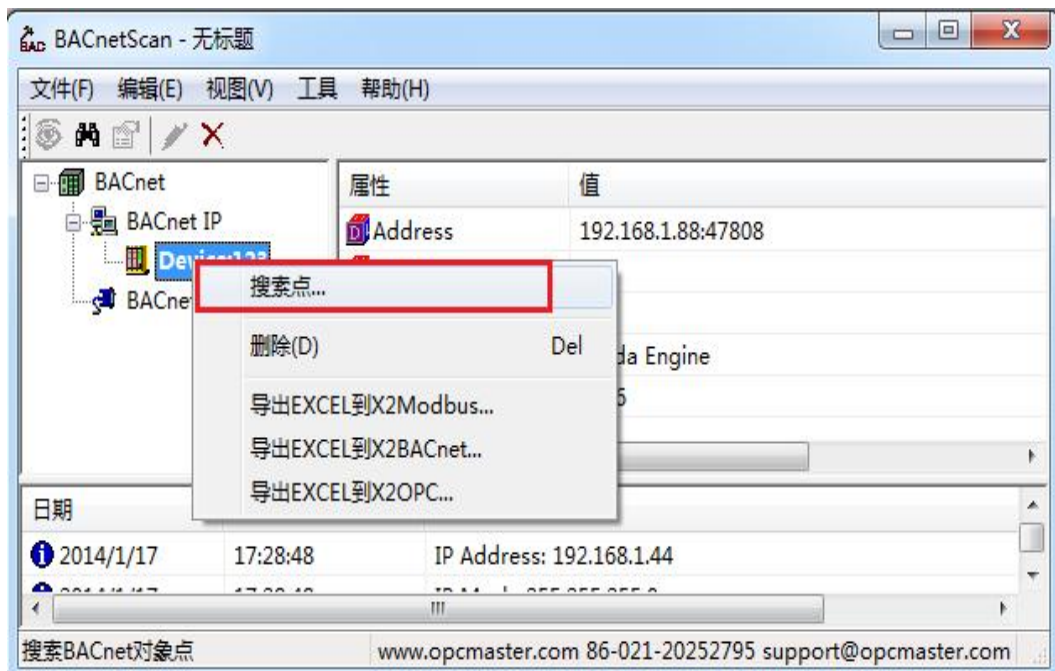 BACnetScan - 无标题
文件(F) 编辑(E) 视图(V) 工具 帮助(H)
BACnet
属性 值
BACnet IP
Address 192.168.1.88:47808
搜索点...
删除(D) Del
Engine
导出EXCEL到X2Modbus...
导出EXCEL到X2BACnet...
导出EXCEL到X2OPC...
日期
2014/1/17 17:28:48 IP Address: 192.168.1.44
搜索BACnet对象点 www.opcmaster.com 86-021-20252795 support@opcmaster.com